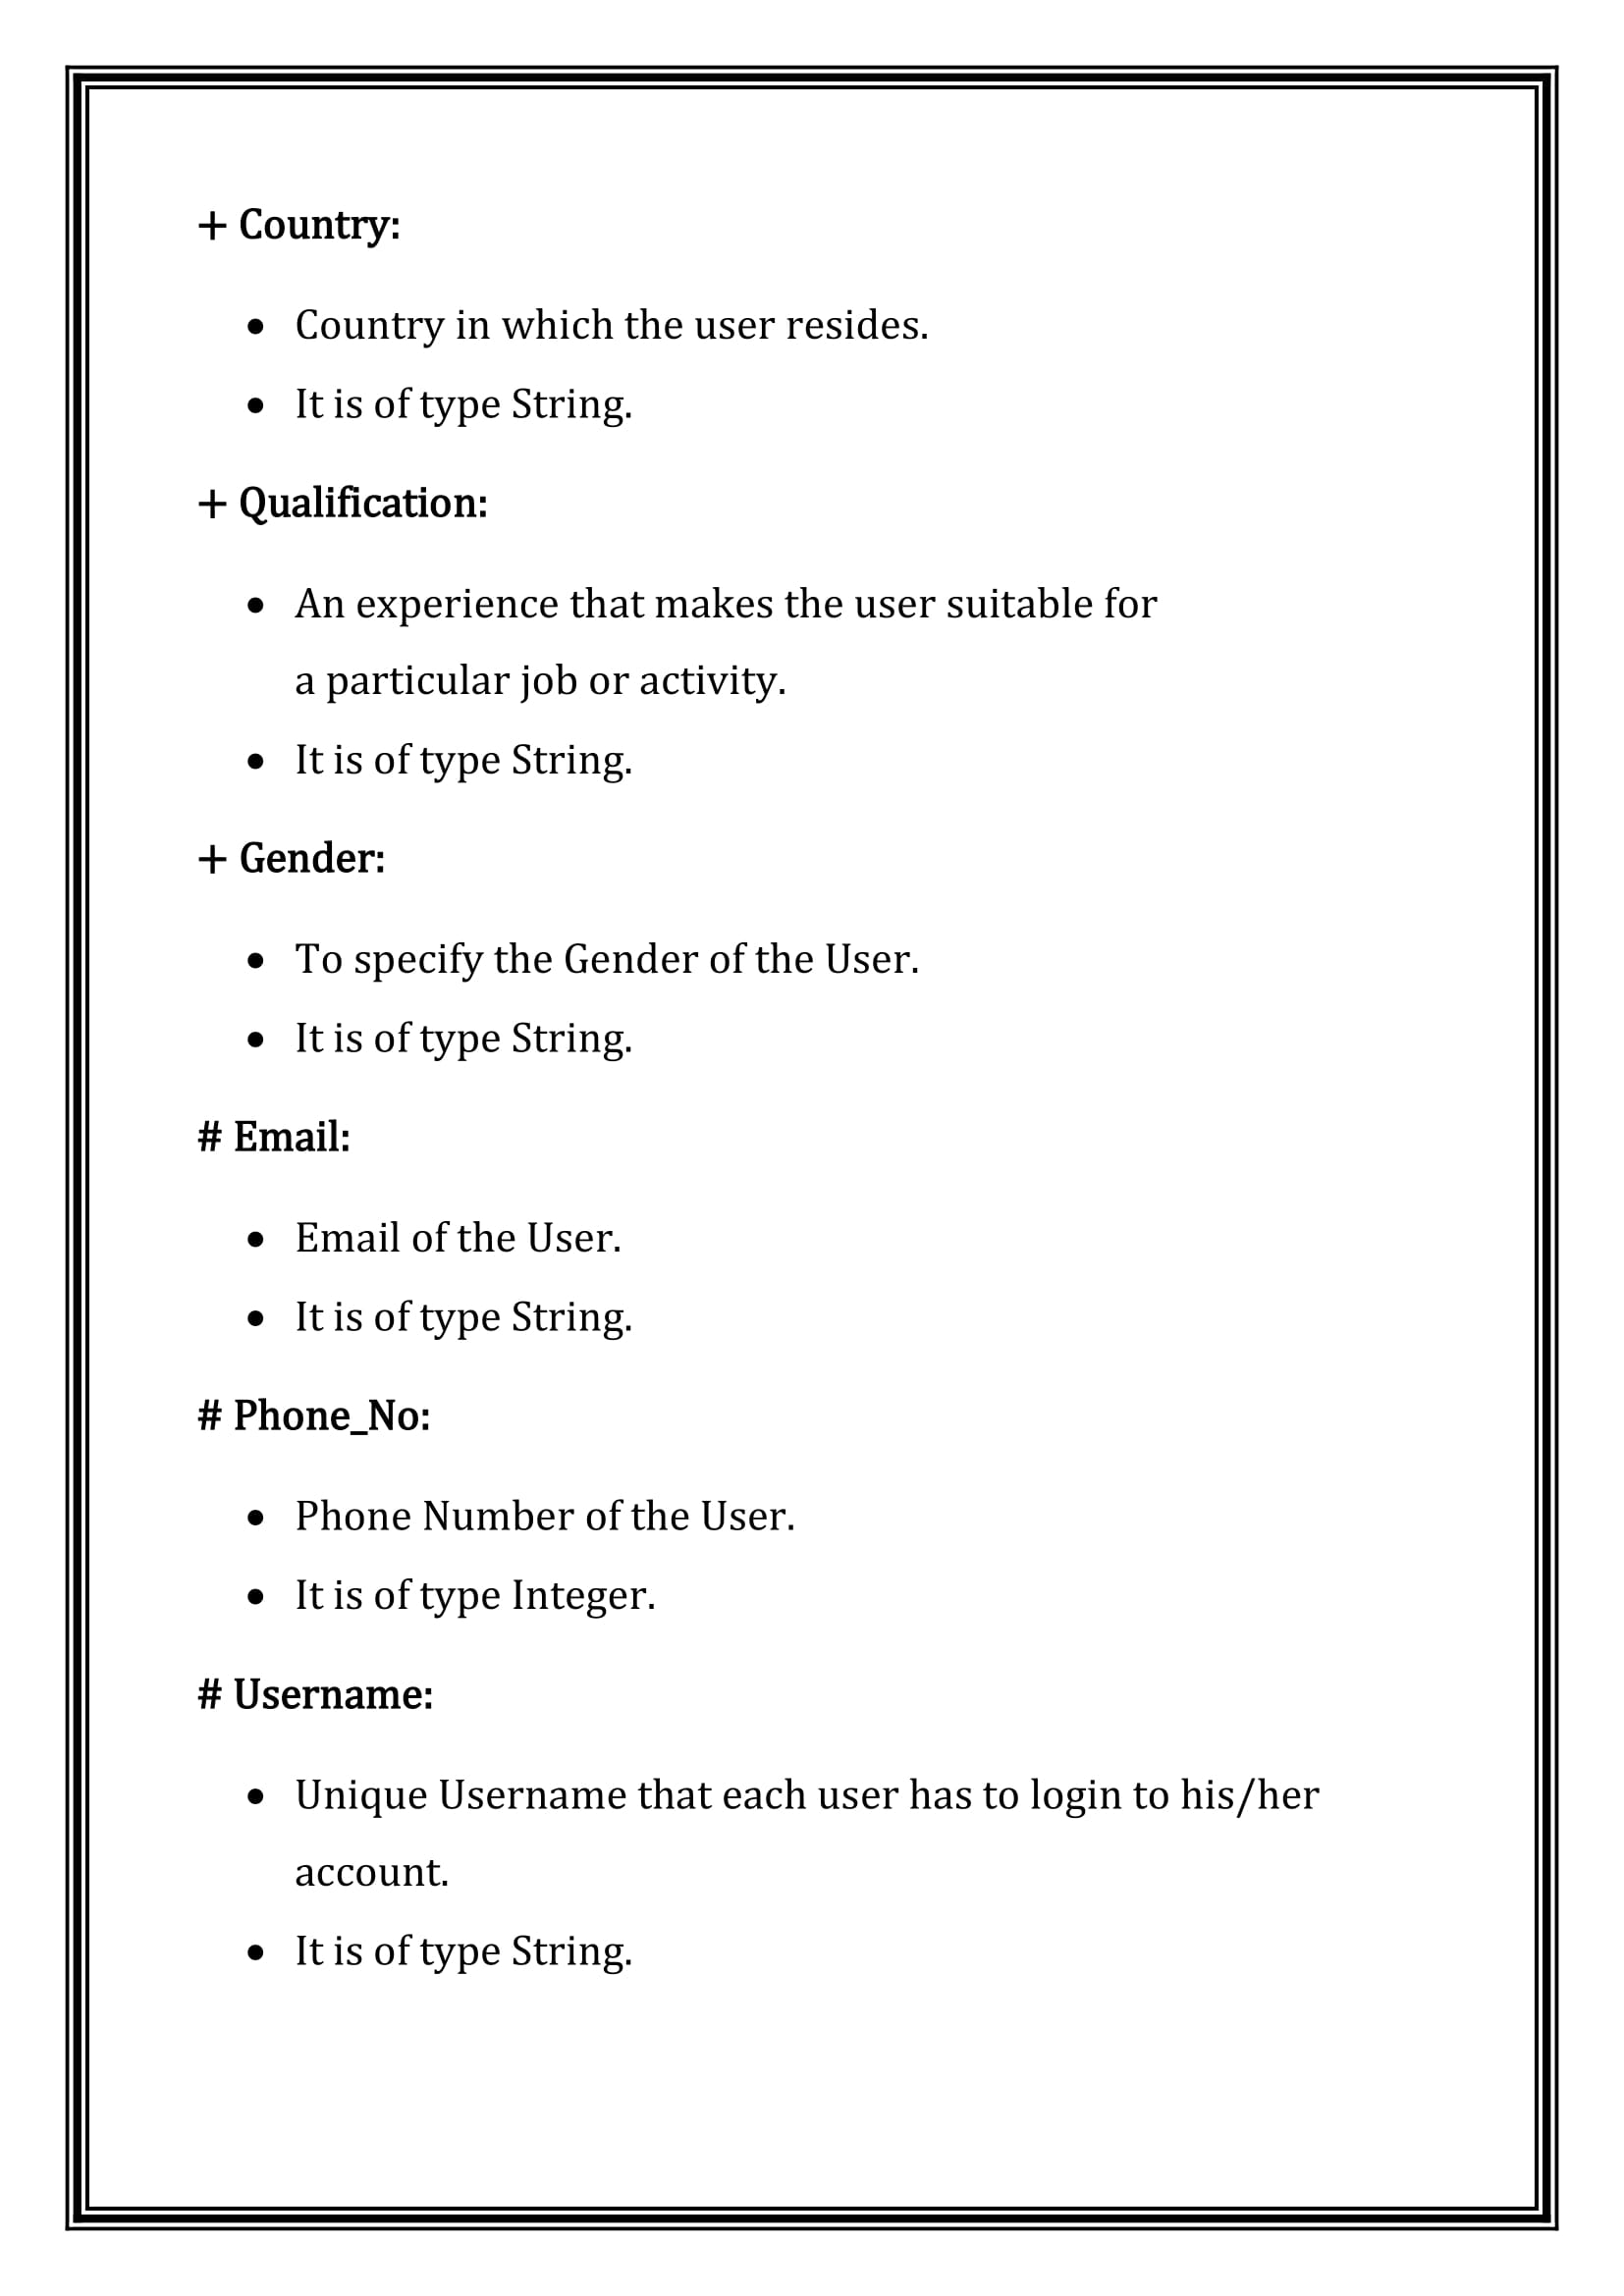 + Country:
• Country in which the user resides.
• It is of type String.
+ Qualification:
• An experience that makes the user suitable for
a particular job or activity.
• It is of type String.
+ Gender:
• To specify the Gender of the User.
• It is of type String.
# Email:
• Email of the User.
• It is of type String.
# Phone_No:
• Phone Number of the User.
• It is of type Integer.
# Username:
• Unique Username that each user has to login to his/her
account.
• It is of type String.